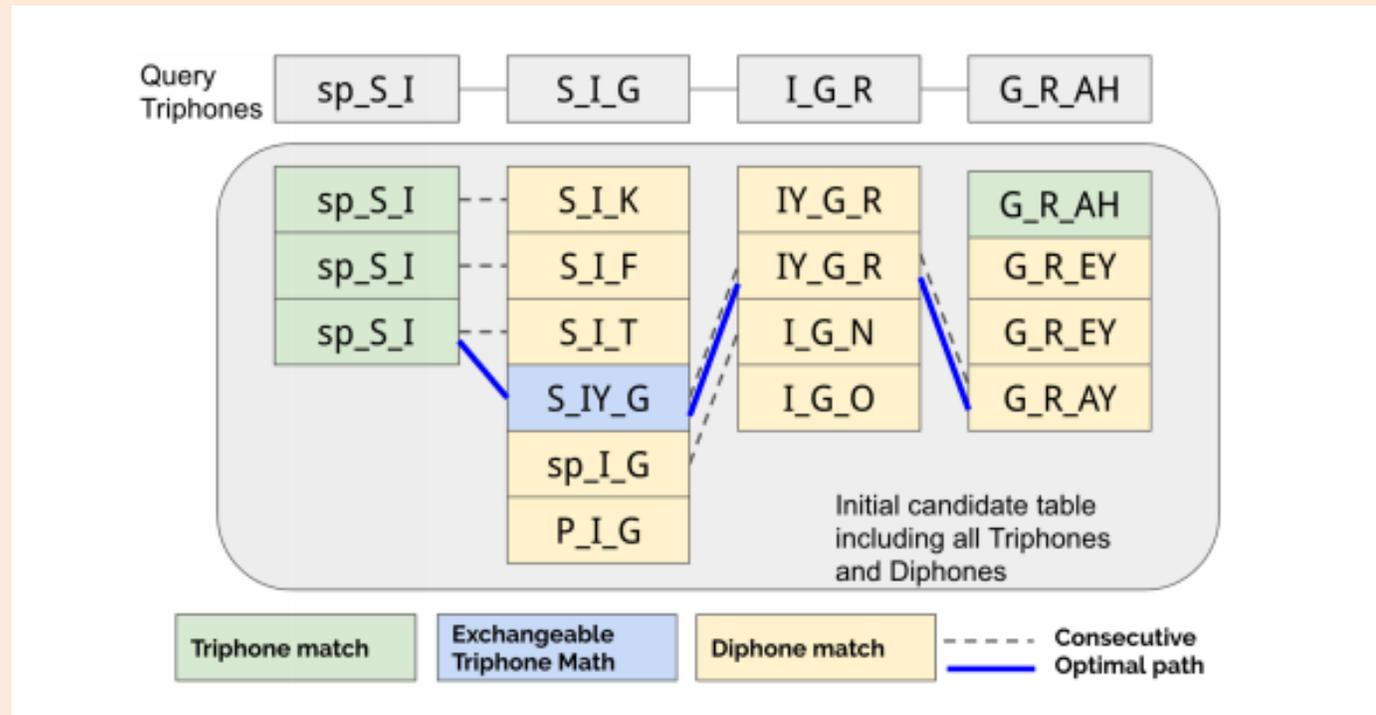 Query
Triphones
sp_S_I
S_I_G
I_G_R
G_R_AH
sp_S_I
S_I_K
IY_G_R
G_R_AH
sp_S_I
S_I_F
IY_G_R
G_R_EY
sp_S_I
S_I_T
I_G_N
G_R_EY
S_IY_G
I_G_O
G_R_AY
sp_I_G
P_I_G
Initial candidate table
including all Triphones
and Diphones
Triphone match
Exchangeable
Triphone Math
Diphone match
Consecutive
Optimal path